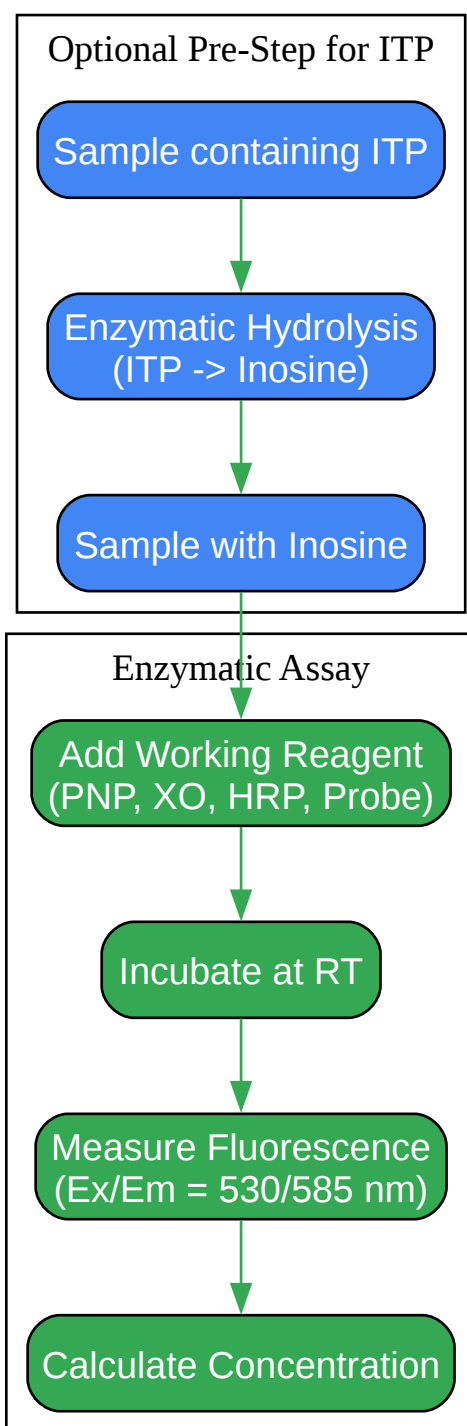 Optional Pre-Step for ITP
Sample containing ITP
Enzymatic Hydrolysis
(ITP -> Inosine)
Sample with Inosine
Enzymatic Assay
Add Working Reagent
(PNP, XO, HRP, Probe)
Incubate at RT
Measure Fluorescence
(Ex/Em = 530/585 nm)
Calculate Concentration